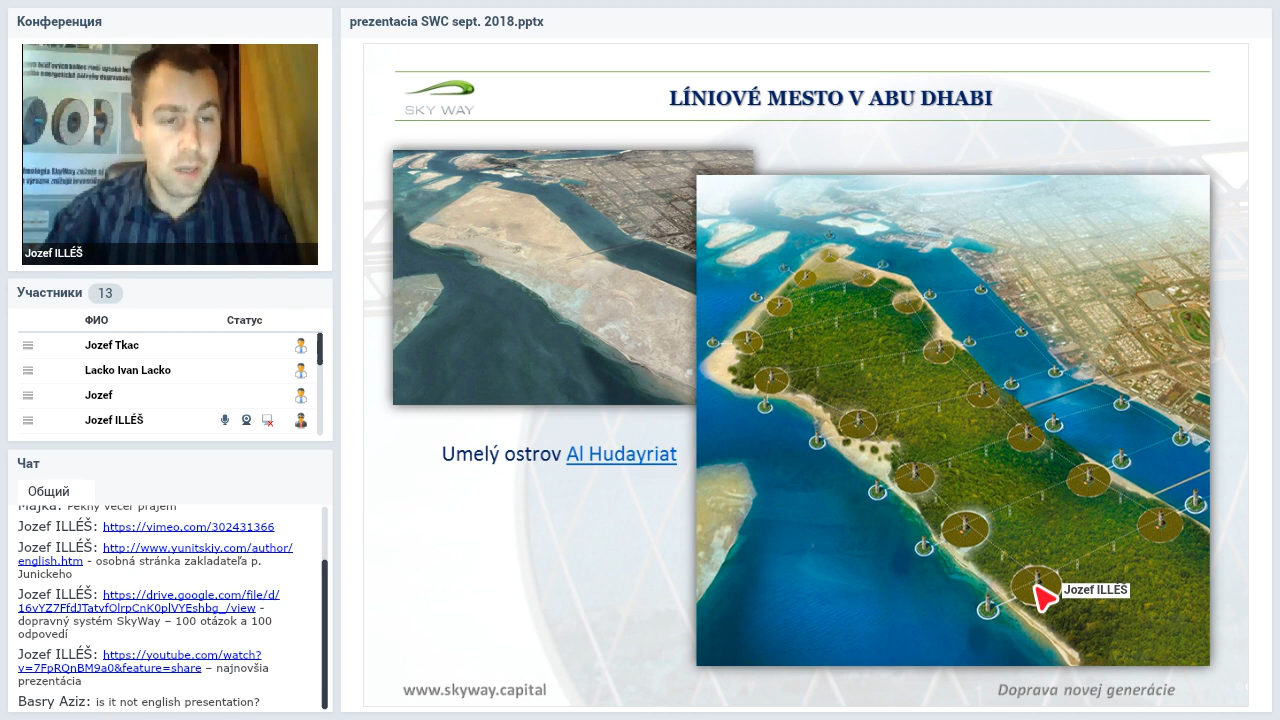 Конференция
Jozef ILLÉŠ
Участники 13
ФИО Статус
Jozef Tkac
Lacko Ivan Lacko
Jozef
Jozef ILLÉŠ
Чат
Общий
Majka: Pekný večer prajem
Jozef ILLÉŠ: https://vimeo.com/302431366
Jozef ILLÉŠ: http://www.yunitskiy.com/author/
english.htm - osobná stránka zakladateľa p.
Junickeho
Jozef ILLÉŠ: https://drive.google.com/file/d/
16vYZ7FfdJTatvfOlrpCnK0plVYEshbg_/view -
dopravný systém SkyWay – 100 otázok a 100
odpovedí
Jozef ILLÉŠ: https://youtube.com/watch?
v=7FpRQnBM9a0&feature=share – najnovšia
prezentácia
Basry Aziz: is it not english presentation?
prezentacia SWC sept. 2018.pptx
SKY WAY
LÍNIOVÉ MESTO V ABU DHABI
Umelý ostrov Al Hudayriat
Jozef ILLÉŠ
www.skyway.capital
Doprava novej generácie